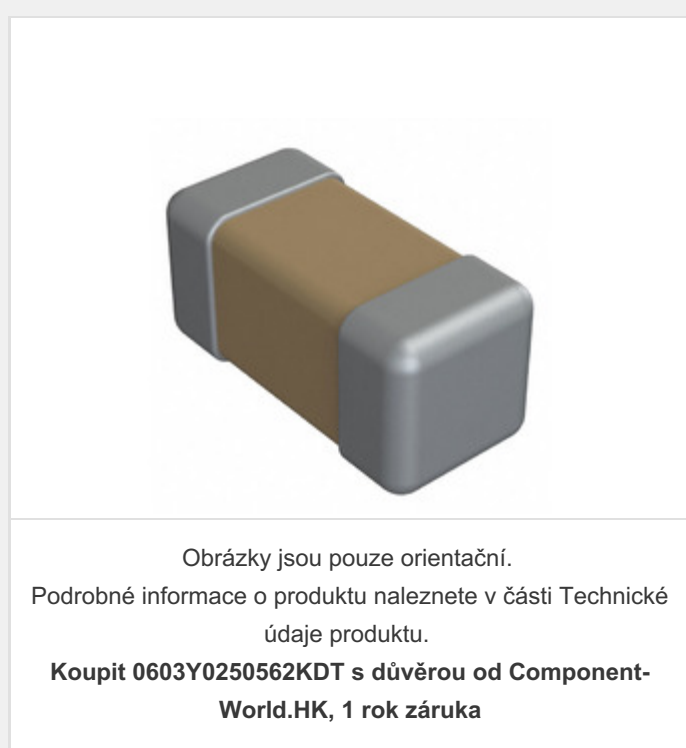 Obrázky jsou pouze orientační.
Podrobné informace o produktu naleznete v části Technické
údaje produktu.
Koupit 0603Y0250562KDT s důvěrou od Component-
World.HK, 1 rok záruka